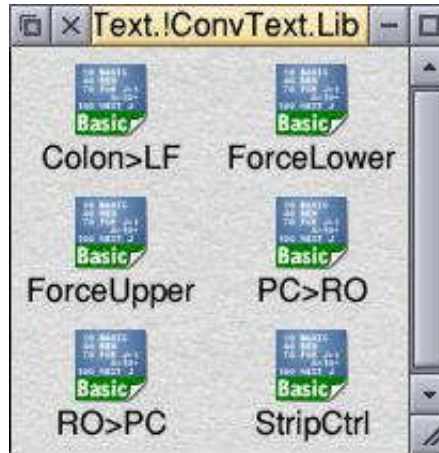 Text.!ConvText.Lib
Basic Basic
Colon>LF ForceLower
Basic Basic
ForceUpper PC>RO
Basic Basic
RO>PC StripCtrl